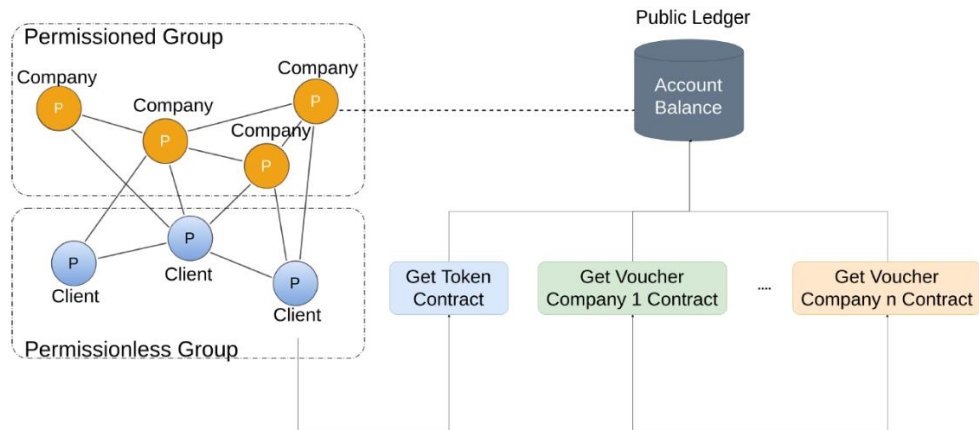 Permissioned Group
Company
P
Company
P
Company
P
Company
P
P
Client
P
Client
P
Client
Permissionless Group
Public Ledger
Account
Balance
Get Token
Contract
Get Voucher
Company 1 Contract
....
Get Voucher
Company n Contract